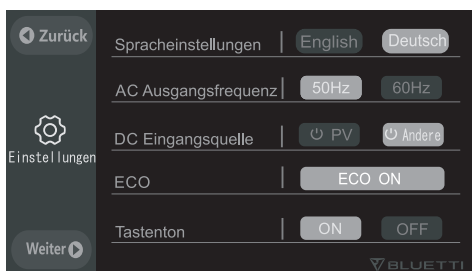 Zurück
Spracheinstellungen English Deutsch
AC Ausgangsfrequenz 50Hz 60Hz
Einstellungen
DC Eingangsquelle PV Andere
ECO ECO ON
Tastenton ON OFF
Weiter
BLUETTI